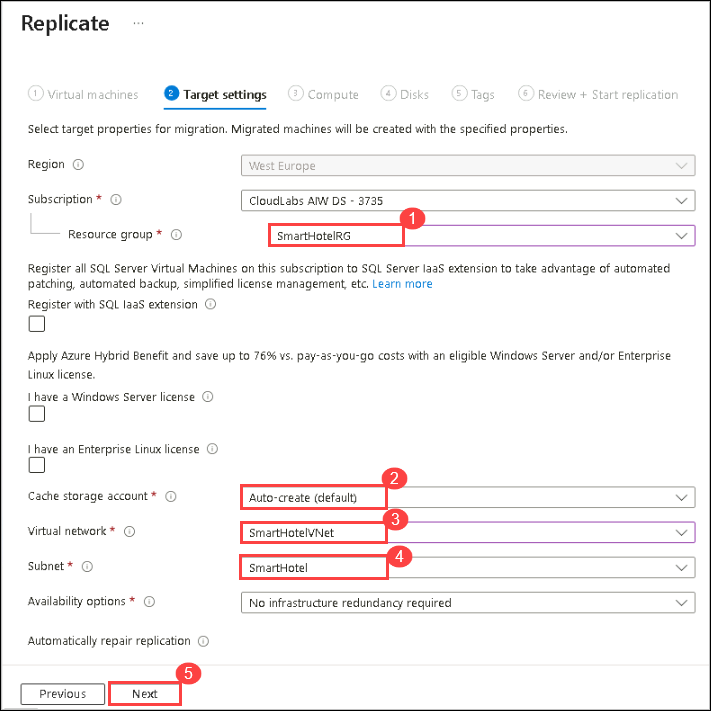 Replicate ...
1 Virtual machines 2 Target settings 3 Compute 4 Disks 5 Tags 6 Review + Start replication
Select target properties for migration. Migrated machines will be created with the specified properties.
Region West Europe
Subscription * CloudLabs AIW DS - 3735
1
Resource group * SmartHotelRG
Register all SQL Server Virtual Machines on this subscription to SQL Server IaaS extension to take advantage of automated
patching, automated backup, simplified license management, etc. Learn more
Register with SQL IaaS extension
Apply Azure Hybrid Benefit and save up to 76% vs. pay-as-you-go costs with an eligible Windows Server and/or Enterprise
Linux license.
I have a Windows Server license
I have an Enterprise Linux license
2
Cache storage account * Auto-create (default)
3
Virtual network * SmartHotelVNet
4
Subnet * SmartHotel
Availability options * No infrastructure redundancy required
Automatically repair replication
5
Previous Next